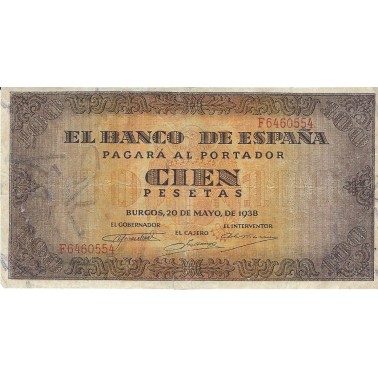 F6460554
EL BANCO DE ESPAÑA
PAGARÁ AL PORTADOR
CIEN
PESETAS
BURGOS, 20 DE MAYO, DE 1938
EL GOBERNADOR EL CAJERO EL INTERVENTOR
F6460554